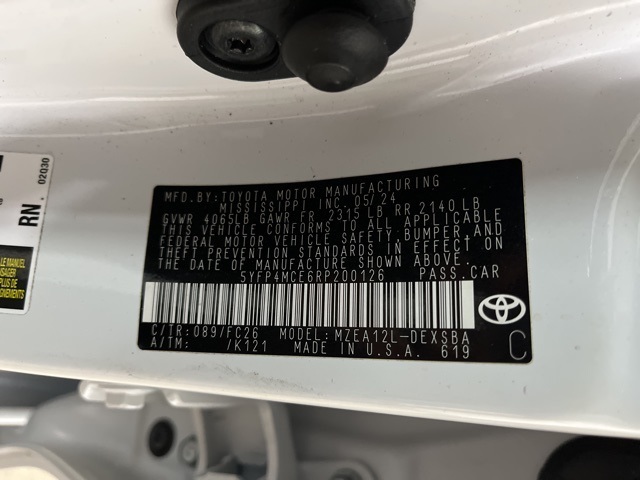 MFD. BY: TOYOTA MOTOR MANUFACTURING
MISSISSIPPI, INC. 05/24
GVWR 4065LB GAWR FR. 2315 LB RR 2140 LB
THIS VEHICLE CONFORMS TO ALL APPLICABLE
FEDERAL MOTOR VEHICLE SAFETY, BUMPER, AND
THEFT PREVENTION STANDARDS IN EFFECT ON
THE DATE OF MANUFACTURE SHOWN ABOVE.
5YFP4MCE6RP200126 PASS.CAR
C/TR: 089/FC26 MODEL: MZEA12L-DEXSBA
A/TM: /K121 MADE IN U.S.A. 619
C
RN
02030
LE MANUEL
USAGER